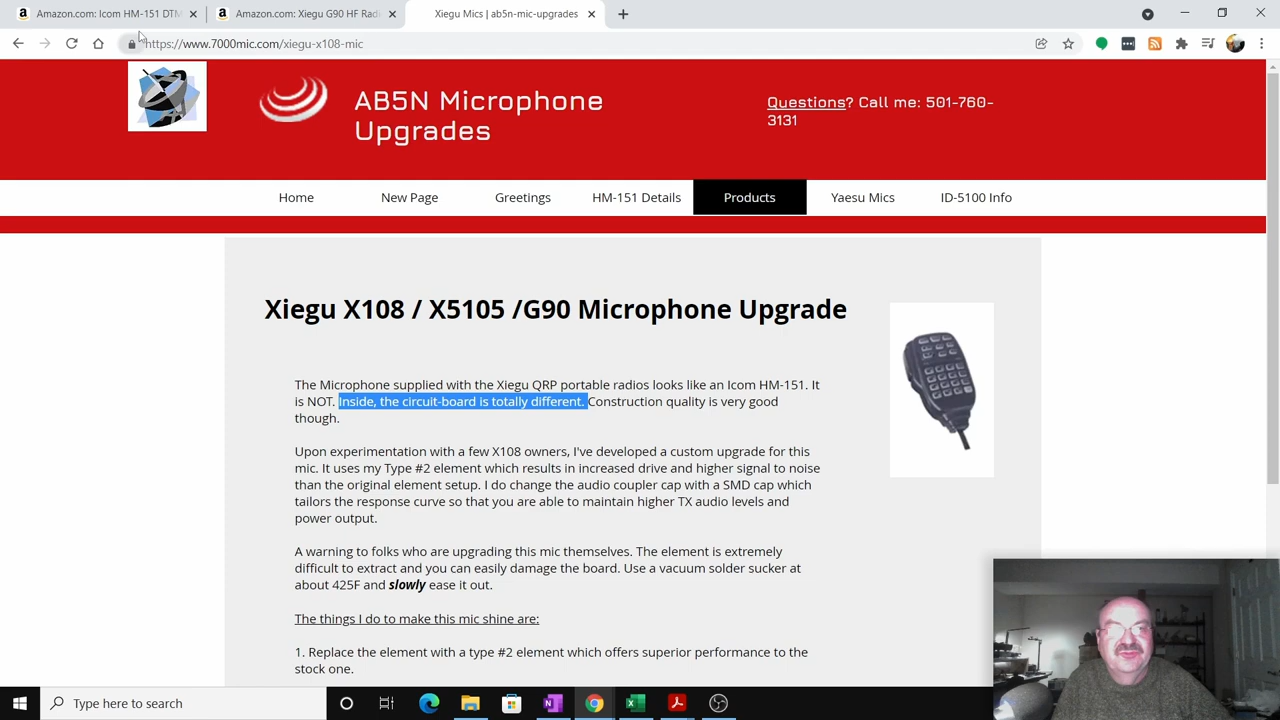 Amazon.com: Icom HM-151 DTM
Amazon.com: Xiegu G90 HF Radi
Xiegu Mics | ab5n-mic-upgrades
https://www.7000mic.com/xiegu-x108-mic
AB5N Microphone
Upgrades
Questions? Call me: 501-760-
3131
Home
New Page
Greetings
HM-151 Details
Products
Yaesu Mics
ID-5100 Info
Xiegu X108 / X5105 /G90 Microphone Upgrade
The Microphone supplied with the Xiegu QRP portable radios looks like an Icom HM-151. It
is NOT. Inside, the circuit-board is totally different. Construction quality is very good
though.
Upon experimentation with a few X108 owners, I've developed a custom upgrade for this
mic. It uses my Type #2 element which results in increased drive and higher signal to noise
than the original element setup. I do change the audio coupler cap with a SMD cap which
tailors the response curve so that you are able to maintain higher TX audio levels and
power output.
A warning to folks who are upgrading this mic themselves. The element is extremely
difficult to extract and you can easily damage the board. Use a vacuum solder sucker at
about 425F and slowly ease it out.
The things I do to make this mic shine are:
1. Replace the element with a type #2 element which offers superior performance to the
stock one.
Type here to search